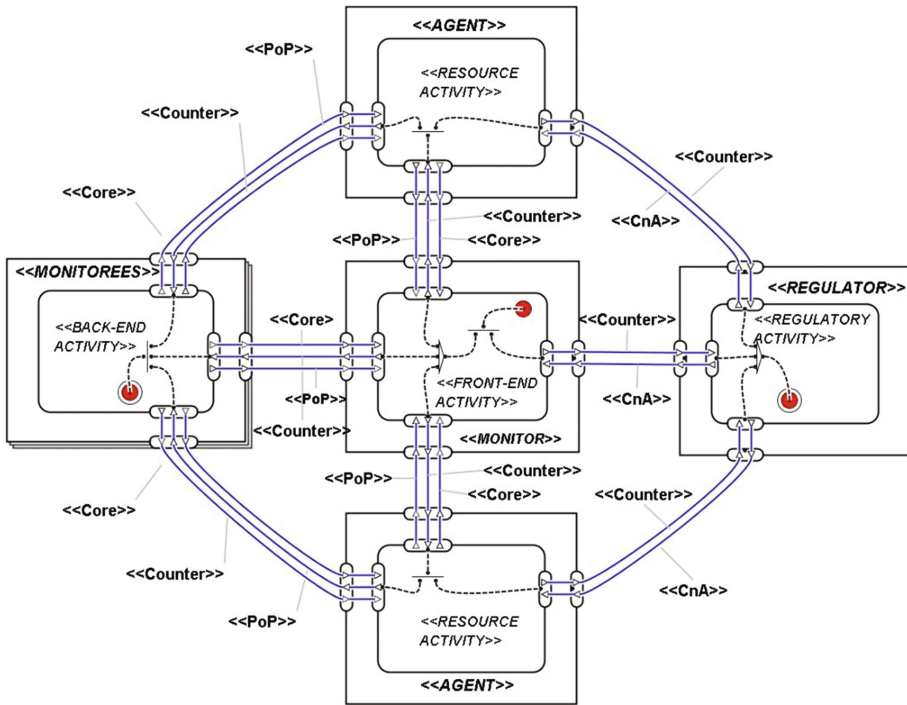 <<AGENT>>
<<PoP>>
<<RESOURCE
ACTIVITY>>
<<Counter>>
<<Counter>>
<<Core>>
<<CnA>>
<<Counter>>
<<PoP>>
<<Core>>
<<MONITOREES>>
<<REGULATOR>>
<<BACK-END
ACTIVITY>>
<<Core>
<<Counter>>
<<REGULATORY
ACTIVITY>>
<<FRONT-END
ACTIVITY>>
<<PoP>>
<<CnA>>
<<Counter>>
<<MONITOR>>
<<PoP>>
<<Counter>>
<<Core>>
<<Core>>
<<Counter>>
<<Counter>>
<<CnA>>
<<PoP>>
<<RESOURCE
ACTIVITY>>
<<AGENT>>